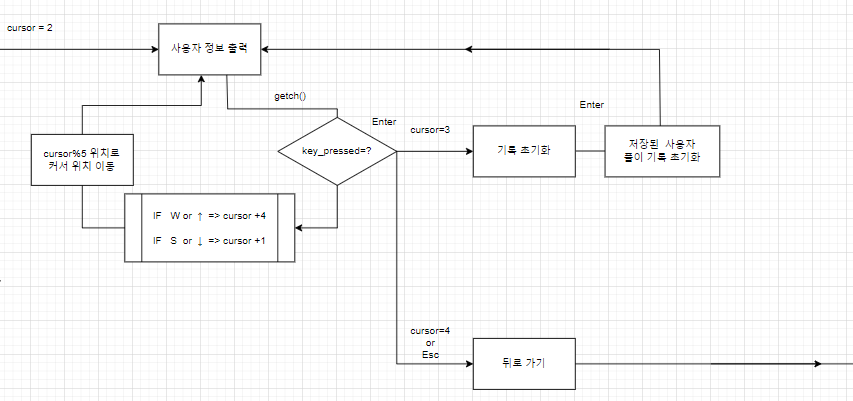 cursor = 2
사용자 정보 출력
getch()
Enter
Enter
cursor=3
key_pressed=?
기록 초기화
저장된 사용자
풀이 기록 초기화
cursor%5 위치로
커서 위치 이동
IF W or ↑ => cursor +4
IF S or ↓ => cursor +1
cursor=4
or
Esc
뒤로 가기